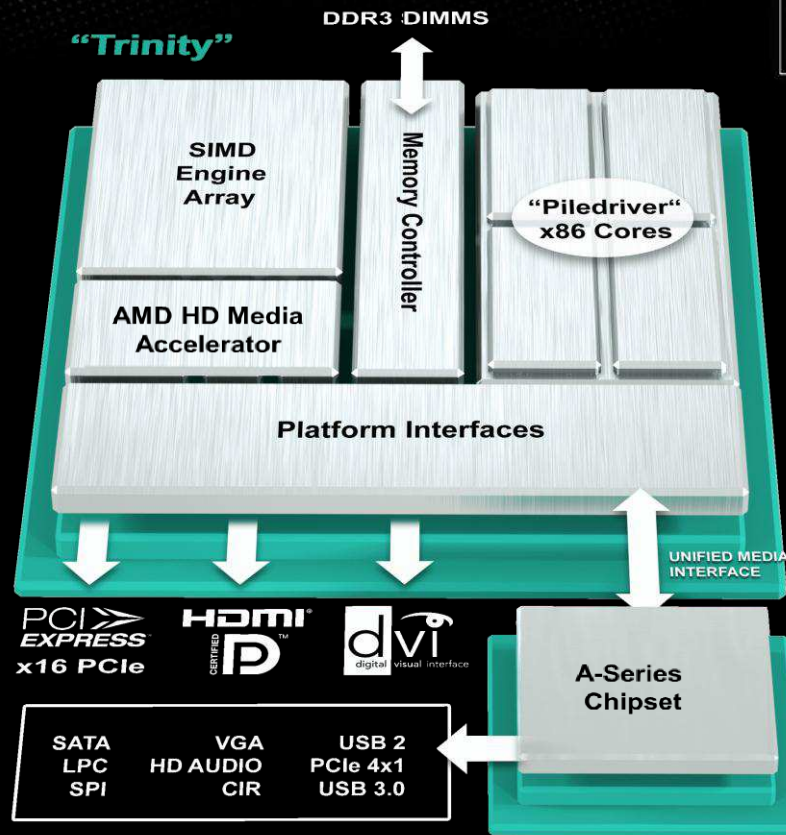 DDR3 DIMMS
“Trinity”
SIMD
Engine
Array
Memory Controller
“Piledriver“
x86 Cores
AMD HD Media
Accelerator
Platform Interfaces
UNIFIED MEDIA
INTERFACE
PCI
EXPRESS
x16 PCIe
HDMI®
CERTIFIED
DP™
dvi
digital visual interface
A-Series
Chipset
SATA VGA USB 2
LPC HD AUDIO PCIe 4x1
SPI CIR USB 3.0